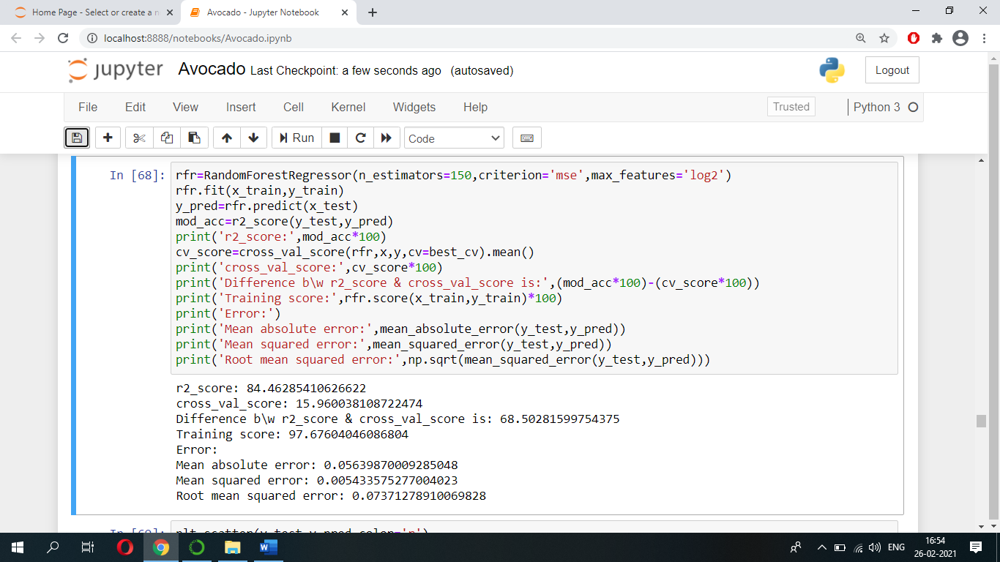 Home Page - Select or create a n
Avocado - Jupyter Notebook
localhost:8888/notebooks/Avocado.ipynb
jupyter Avocado Last Checkpoint: a few seconds ago (autosaved)
Logout
File Edit View Insert Cell Kernel Widgets Help
Trusted
Python 3
Run
Code
In [68]: rfr=RandomForestRegressor(n_estimators=150,criterion='mse',max_features='log2')
rfr.fit(x_train,y_train)
y_pred=rfr.predict(x_test)
mod_acc=r2_score(y_test,y_pred)
print('r2_score:',mod_acc*100)
cv_score=cross_val_score(rfr,x,y,cv=best_cv).mean()
print('cross_val_score:',cv_score*100)
print('Difference b\w r2_score & cross_val_score is:',(mod_acc*100)-(cv_score*100))
print('Training score:',rfr.score(x_train,y_train)*100)
print('Error:')
print('Mean absolute error:',mean_absolute_error(y_test,y_pred))
print('Mean squared error:',mean_squared_error(y_test,y_pred))
print('Root mean squared error:',np.sqrt(mean_squared_error(y_test,y_pred)))
r2_score: 84.46285410626622
cross_val_score: 15.960038108722474
Difference b\w r2_score & cross_val_score is: 68.50281599754375
Training score: 97.67604046086804
Error:
Mean absolute error: 0.05639870009285048
Mean squared error: 0.005433575277004023
Root mean squared error: 0.07371278910069828
ENG
16:54
26-02-2021